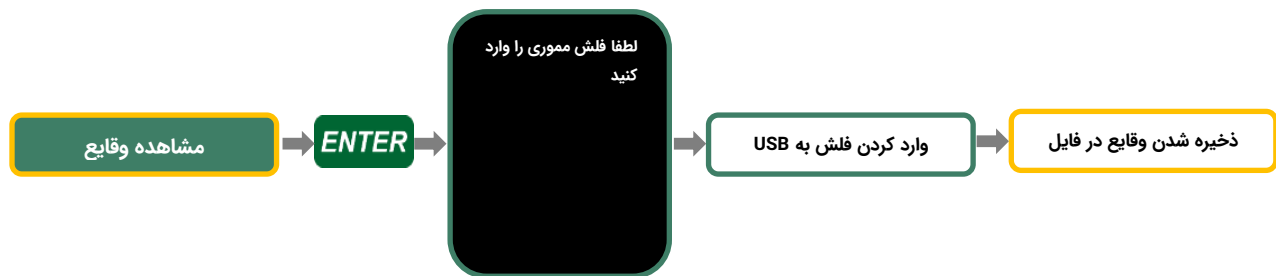 لطفا فلش مموری را وارد
کنید
مشاهده وقایع
ENTER
وارد کردن فلش به USB
ذخیره شدن وقایع در فایل